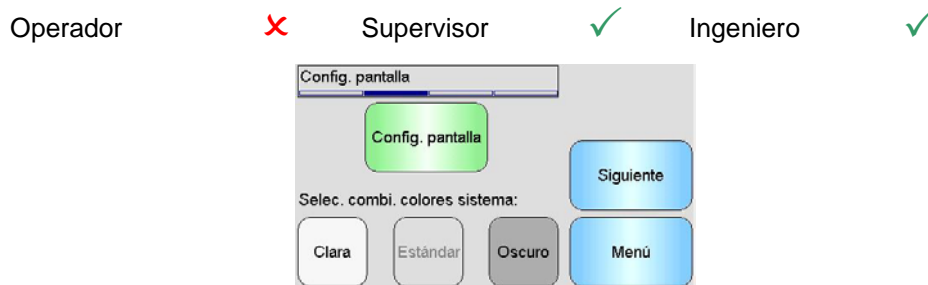 Operador ✗ Supervisor ✓ Ingeniero ✓
Config. pantalla
Config. pantalla
Siguiente
Selec. combi. colores sistema:
Clara Estándar Oscuro Menú